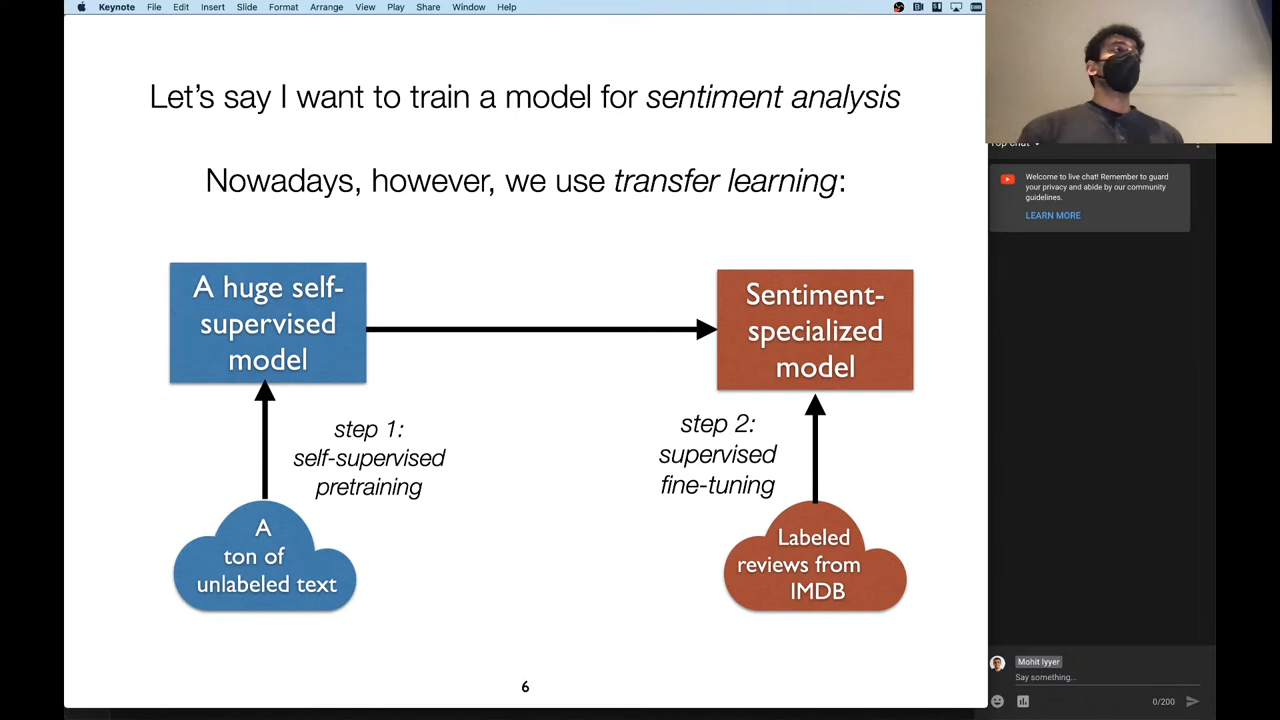 Keynote File Edit Insert Slide Format Arrange View Play Share Window Help
Let's say I want to train a model for sentiment analysis
Nowadays, however, we use transfer learning:
A huge self-
supervised
model
Sentiment-
specialized
model
step 1:
self-supervised
pretraining
step 2:
supervised
fine-tuning
A
ton of
unlabeled text
Labeled
reviews from
IMDB
6
Top chat
Welcome to live chat! Remember to guard
your privacy and abide by our community
guidelines.
LEARN MORE
Mohit Iyyer
Say something...
0/200